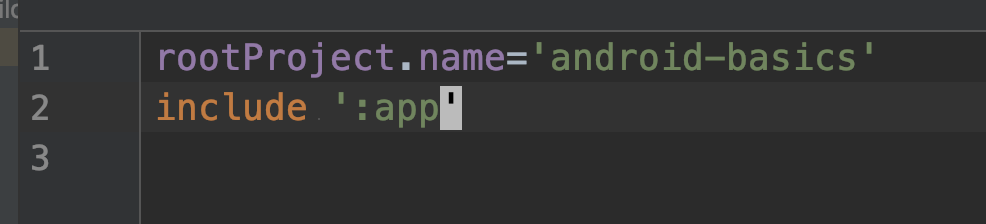 1 rootProject.name='android-basics'
2 include ':app'
3